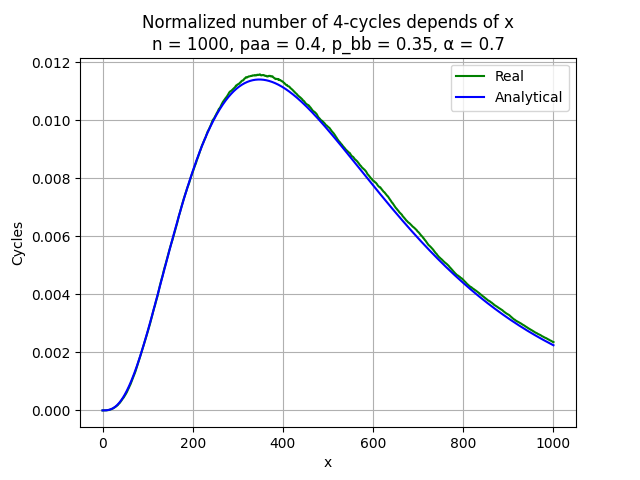 Normalized number of 4-cycles depends of x
n = 1000, paa = 0.4, p_bb = 0.35, α = 0.7
Real
Analytical
Cycles
0.012
0.010
0.008
0.006
0.004
0.002
0.000
0
200
400
600
800
1000
x